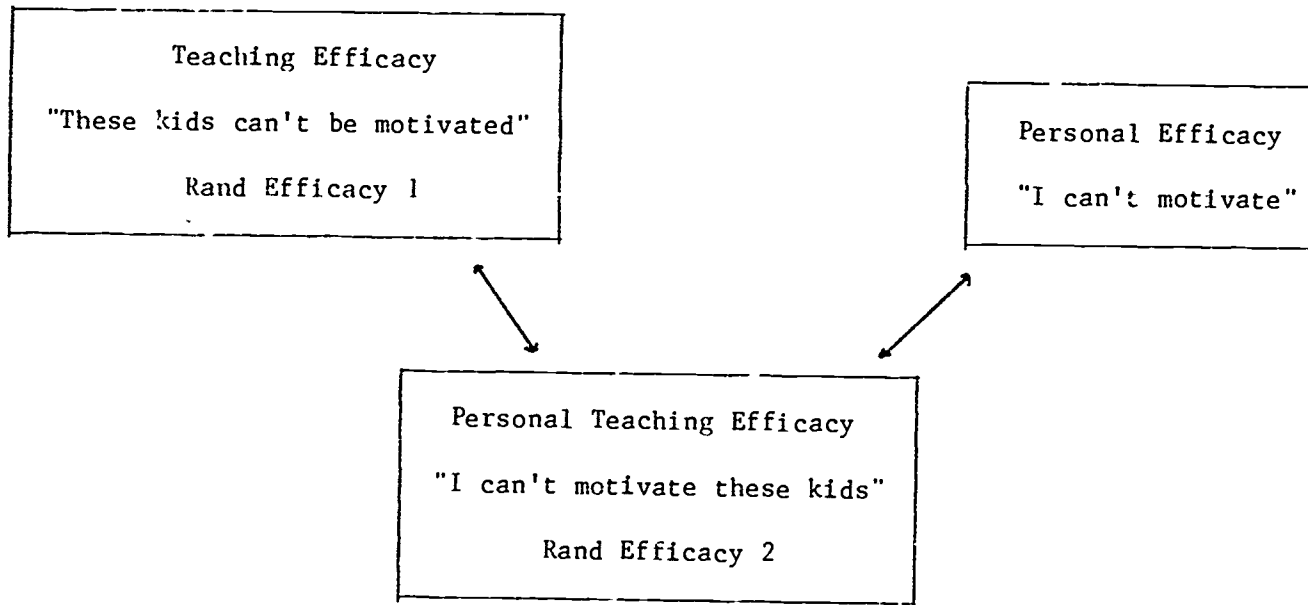 Teaching Efficacy
"These kids can't be motivated"
Rand Efficacy 1
Personal Efficacy
"I can't motivate"
Personal Teaching Efficacy
"I can't motivate these kids"
Rand Efficacy 2